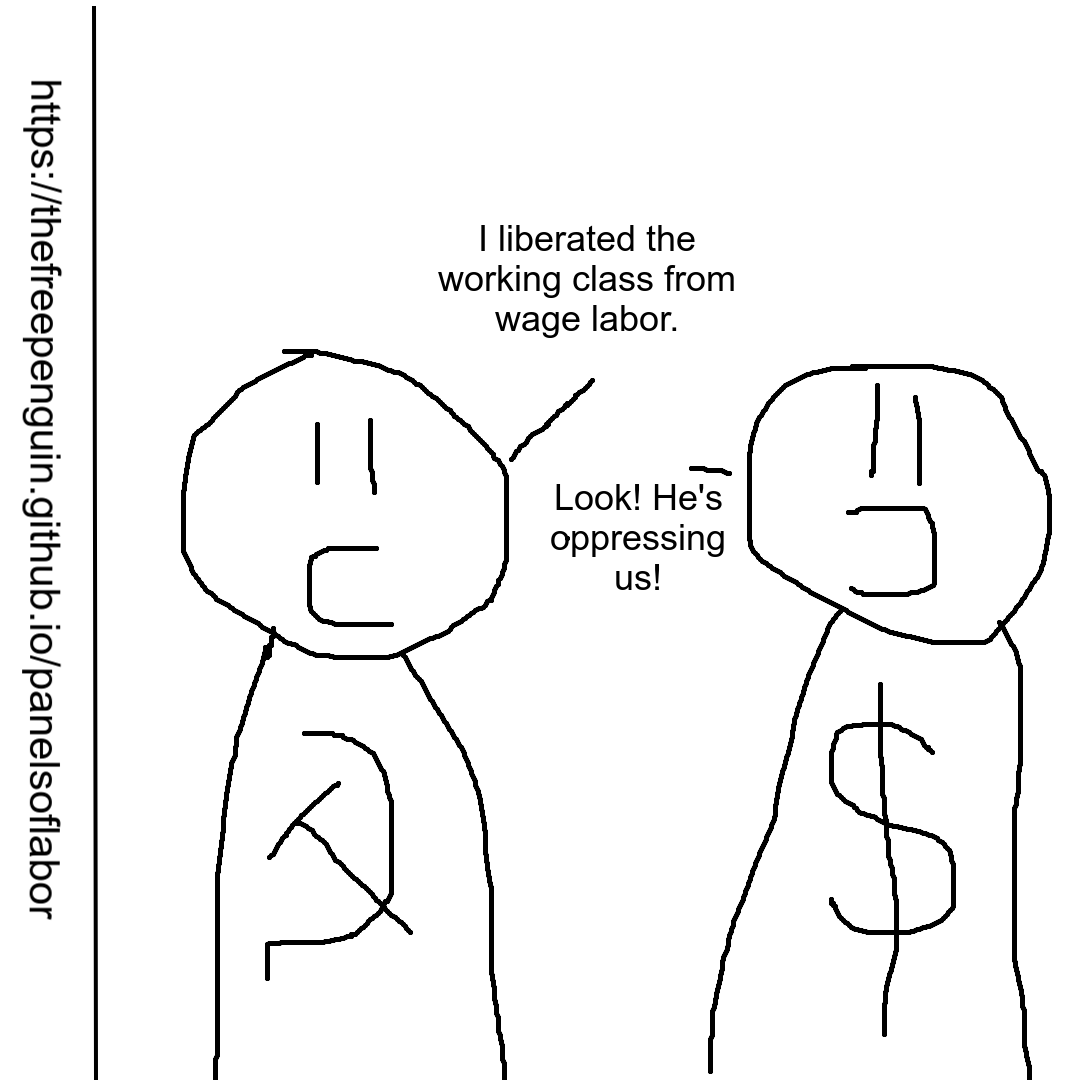 https://thefreepenguin.github.io/panelsoflabor
I liberated the
working class from
wage labor.
Look! He's
oppressing
us!
$